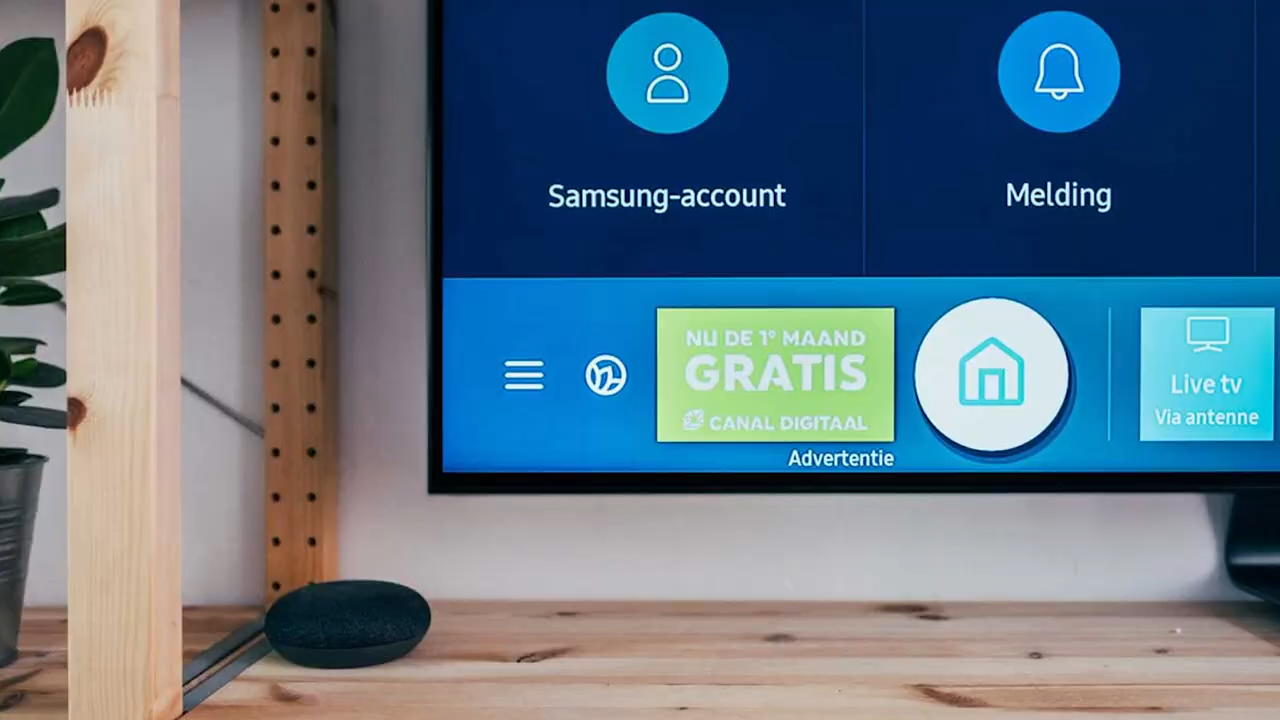 Samsung-account
Melding
NU DE 1e MAAND
GRATIS
CANAL DIGITAAL
Advertentie
Live tv
Via antenne